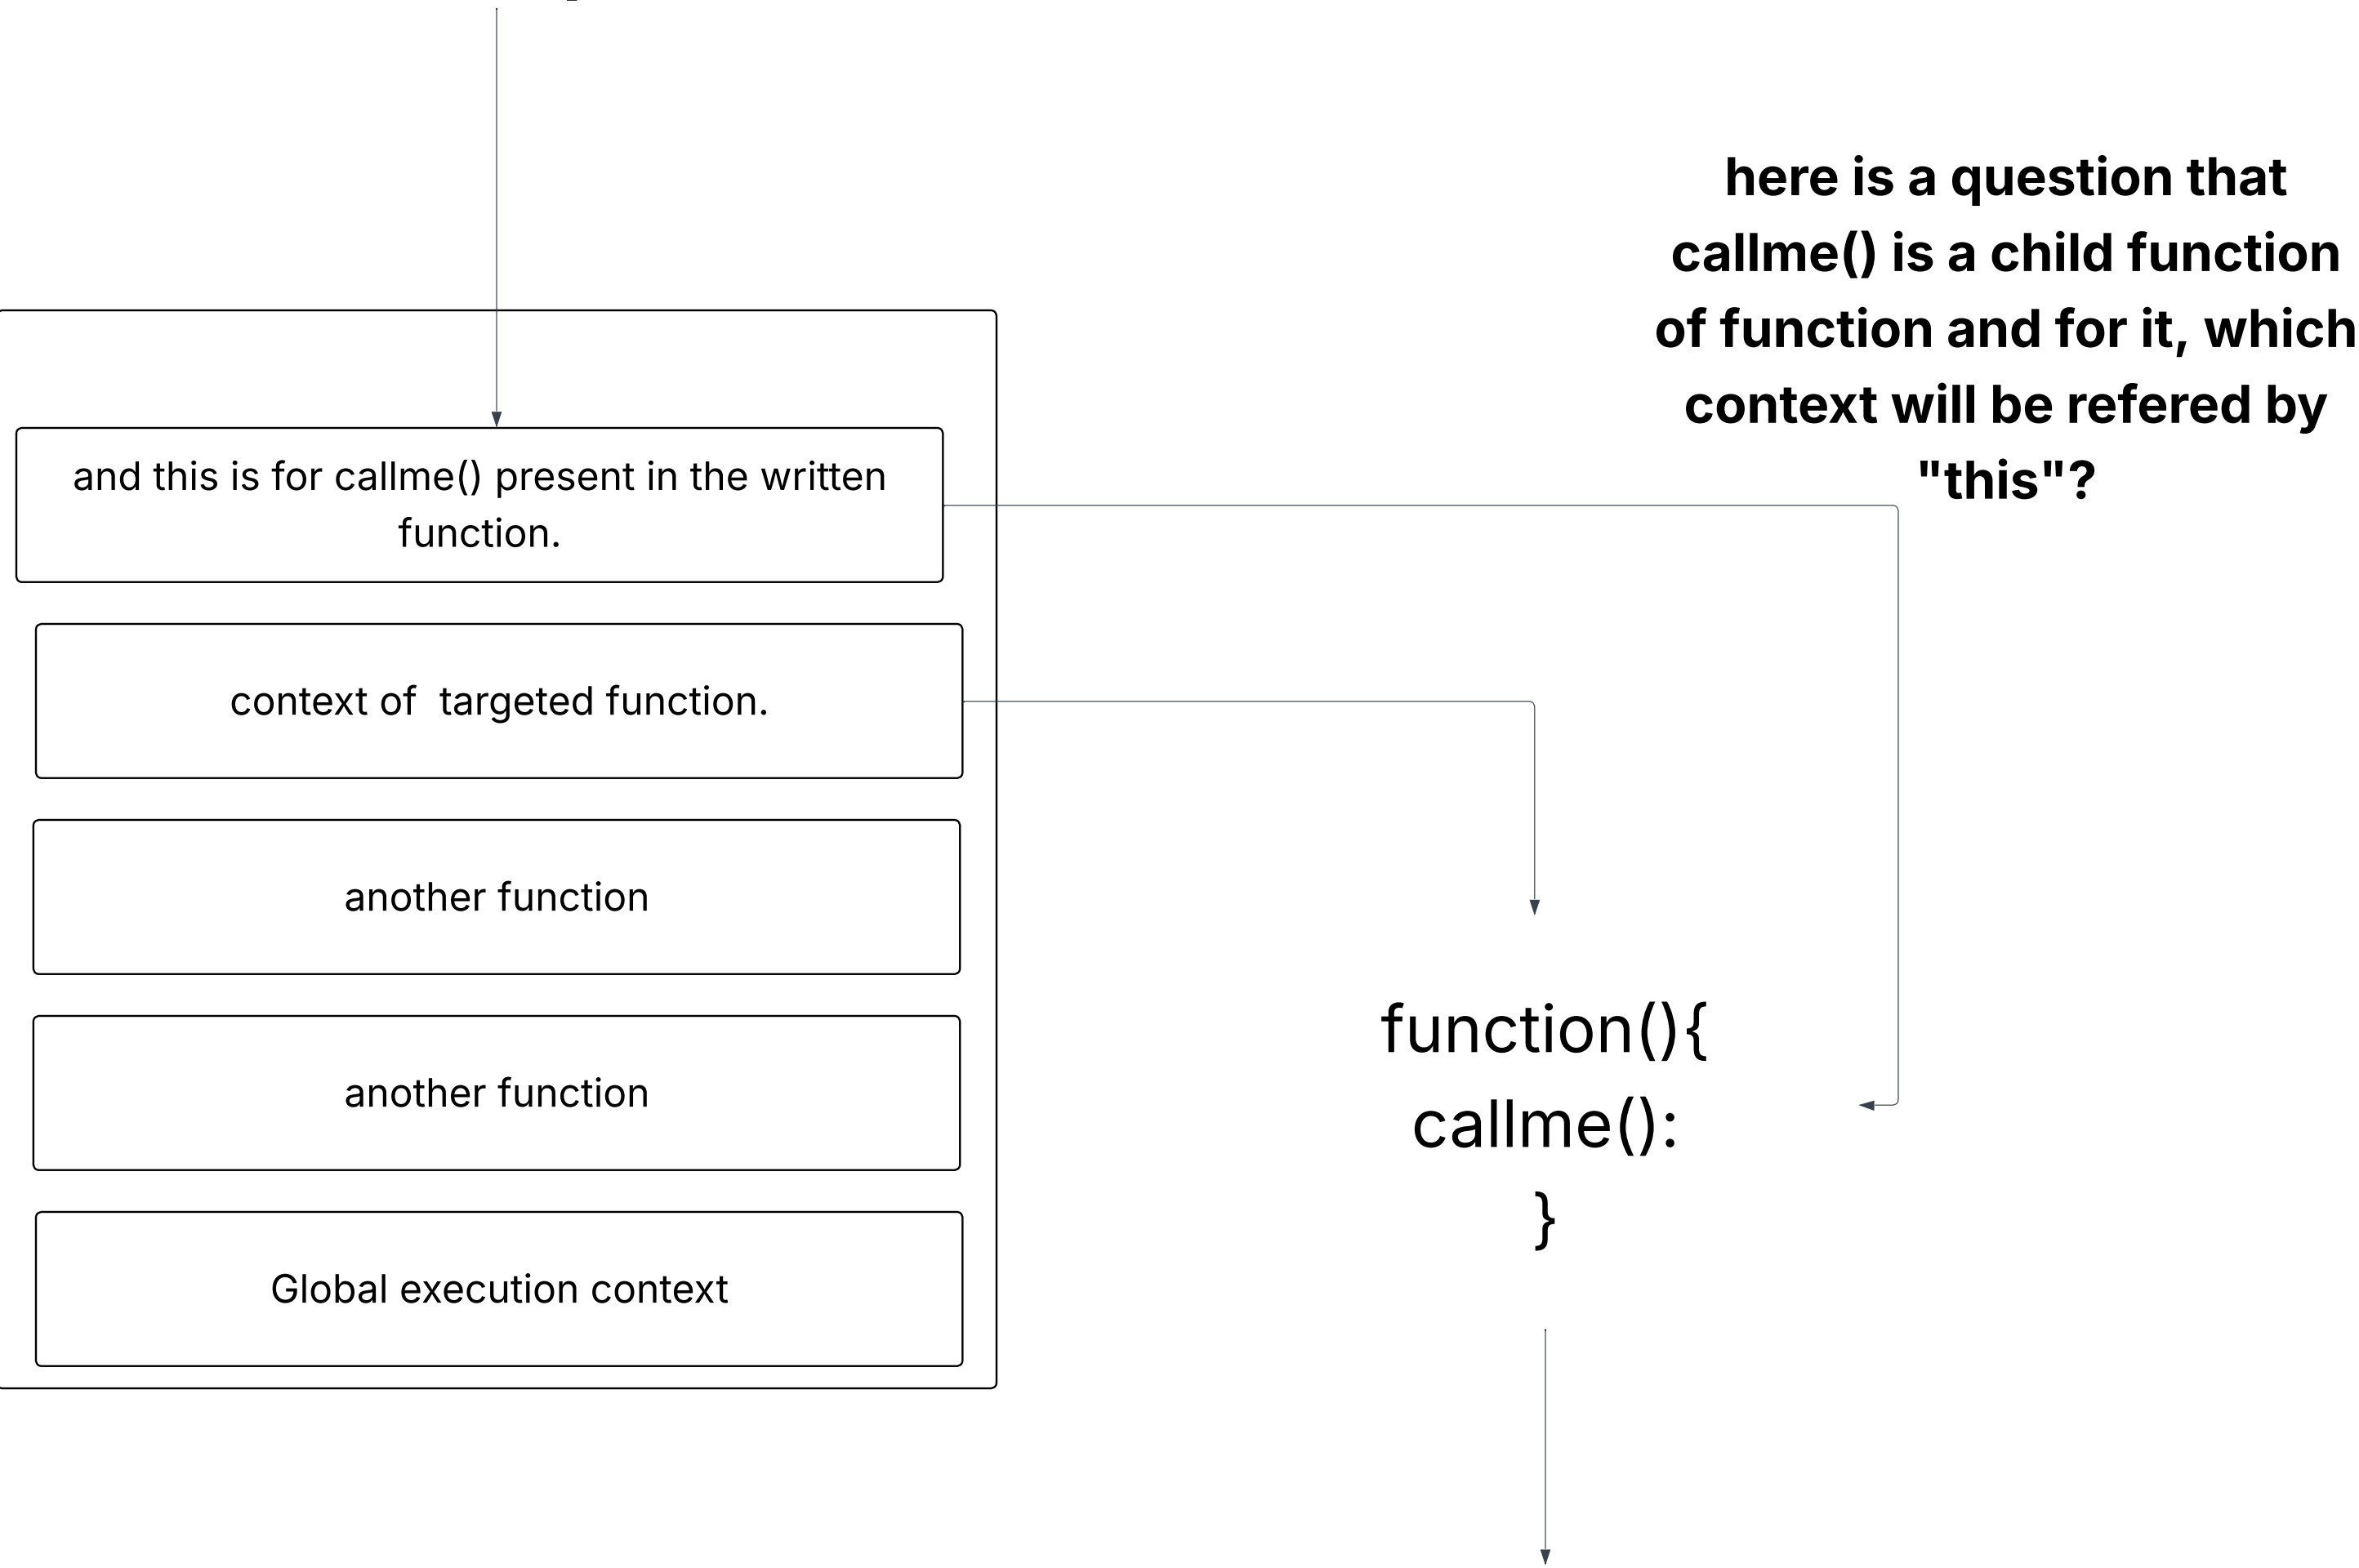 here is a question that
callme() is a child function
of function and for it, which
context will be refered by
"this"?
and this is for callme() present in the written
function.
context of  targeted function.
another function
another function
Global execution context
function(){
callme():
}